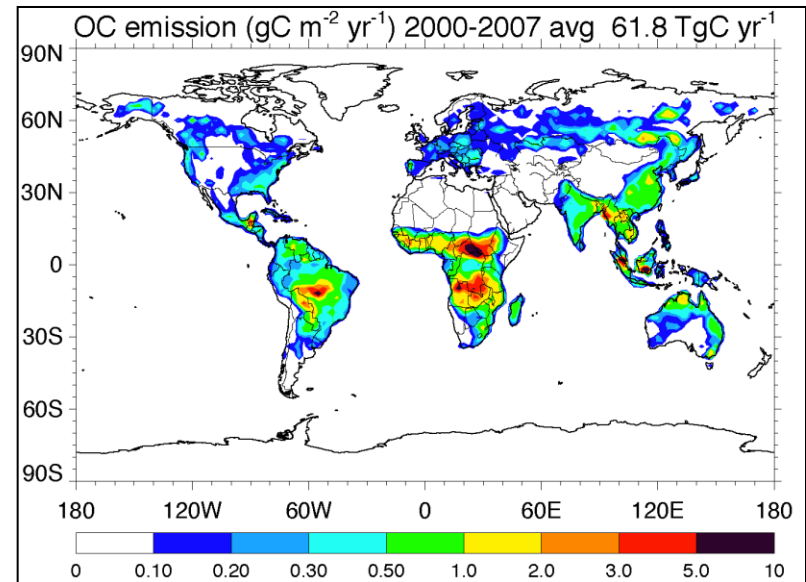 OC emission (gC m⁻² yr⁻¹) 2000-2007 avg 61.8 TgC yr⁻¹
90N
60N
30N
0
30S
60S
90S
180 120W 60W 0 60E 120E 180
0 0.10 0.20 0.30 0.50 1.0 2.0 3.0 5.0 10